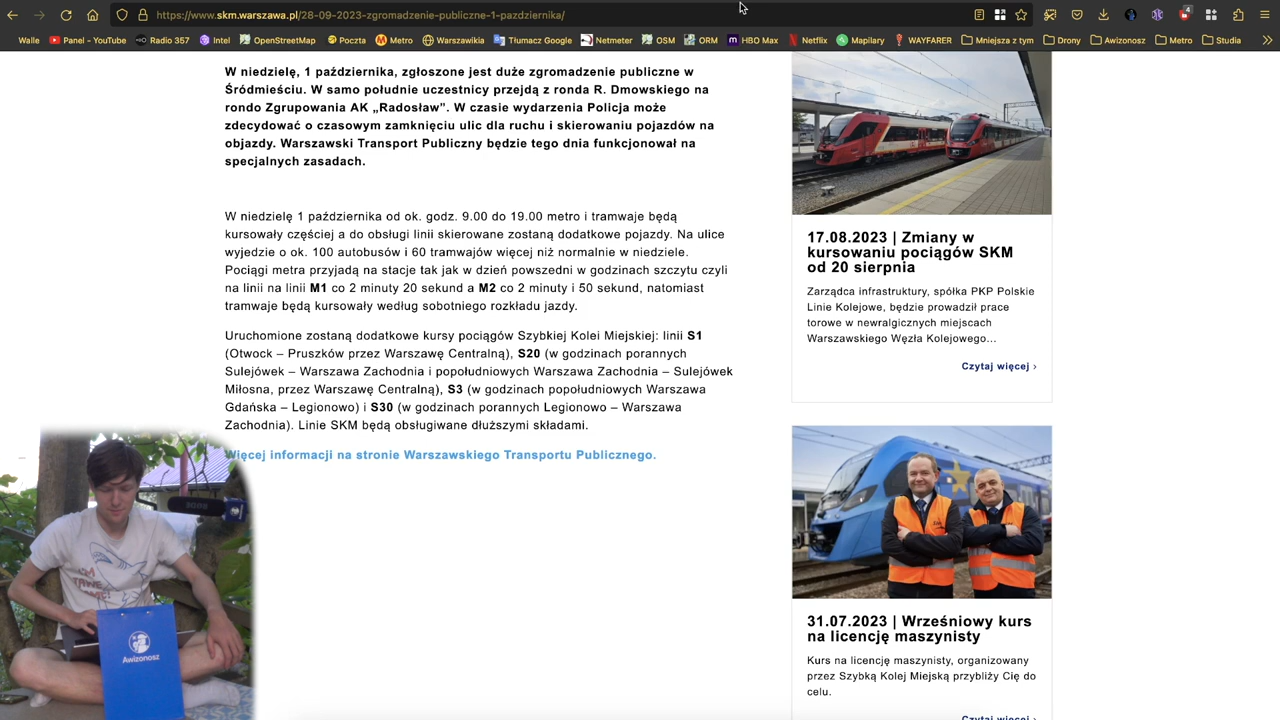 https://www.skm.warszawa.pl/28-09-2023-zgromadzenie-publiczne-1-pazdziernika/
4
Walle Panel - YouTube Radio 357 Intel OpenStreetMap Poczta Metro Warszawikia Tłumacz Google Netmeter OSM ORM HBO Max Netflix Mapilary WAYFARER Mniejsza z tym Drony Awizonosz Metro Studia
W niedzielę, 1 października, zgłoszone jest duże zgromadzenie publiczne w
Śródmieściu. W samo południe uczestnicy przejdą z ronda R. Dmowskiego na
rondo Zgrupowania AK „Radosław”. W czasie wydarzenia Policja może
zdecydować o czasowym zamknięciu ulic dla ruchu i skierowaniu pojazdów na
objazdy. Warszawski Transport Publiczny będzie tego dnia funkcjonował na
specjalnych zasadach.
W niedzielę 1 października od ok. godz. 9.00 do 19.00 metro i tramwaje będą
kursowały częściej a do obsługi linii skierowane zostaną dodatkowe pojazdy. Na ulice
wyjedzie o ok. 100 autobusów i 60 tramwajów więcej niż normalnie w niedziele.
Pociągi metra przyjadą na stacje tak jak w dzień powszedni w godzinach szczytu czyli
na linii na linii M1 co 2 minuty 20 sekund a M2 co 2 minuty i 50 sekund, natomiast
tramwaje będą kursowały według sobotniego rozkładu jazdy.
Uruchomione zostaną dodatkowe kursy pociągów Szybkiej Kolei Miejskiej: linii S1
(Otwock – Pruszków przez Warszawę Centralną), S20 (w godzinach porannych
Sulejówek – Warszawa Zachodnia i popołudniowych Warszawa Zachodnia – Sulejówek
Miłosna, przez Warszawę Centralną), S3 (w godzinach popołudniowych Warszawa
Gdańska – Legionowo) i S30 (w godzinach porannych Legionowo – Warszawa
Zachodnia). Linie SKM będą obsługiwane dłuższymi składami.
Więcej informacji na stronie Warszawskiego Transportu Publicznego.
17.08.2023 | Zmiany w
kursowaniu pociągów SKM
od 20 sierpnia
Zarządca infrastruktury, spółka PKP Polskie
Linie Kolejowe, będzie prowadził prace
torowe w newralgicznych miejscach
Warszawskiego Węzła Kolejowego...
Czytaj więcej ›
31.07.2023 | Wrześniowy kurs
na licencję maszynisty
Kurs na licencję maszynisty, organizowany
przez Szybką Kolej Miejską przybliży Cię do
celu.
Czytaj więcej ›
Awizonosz